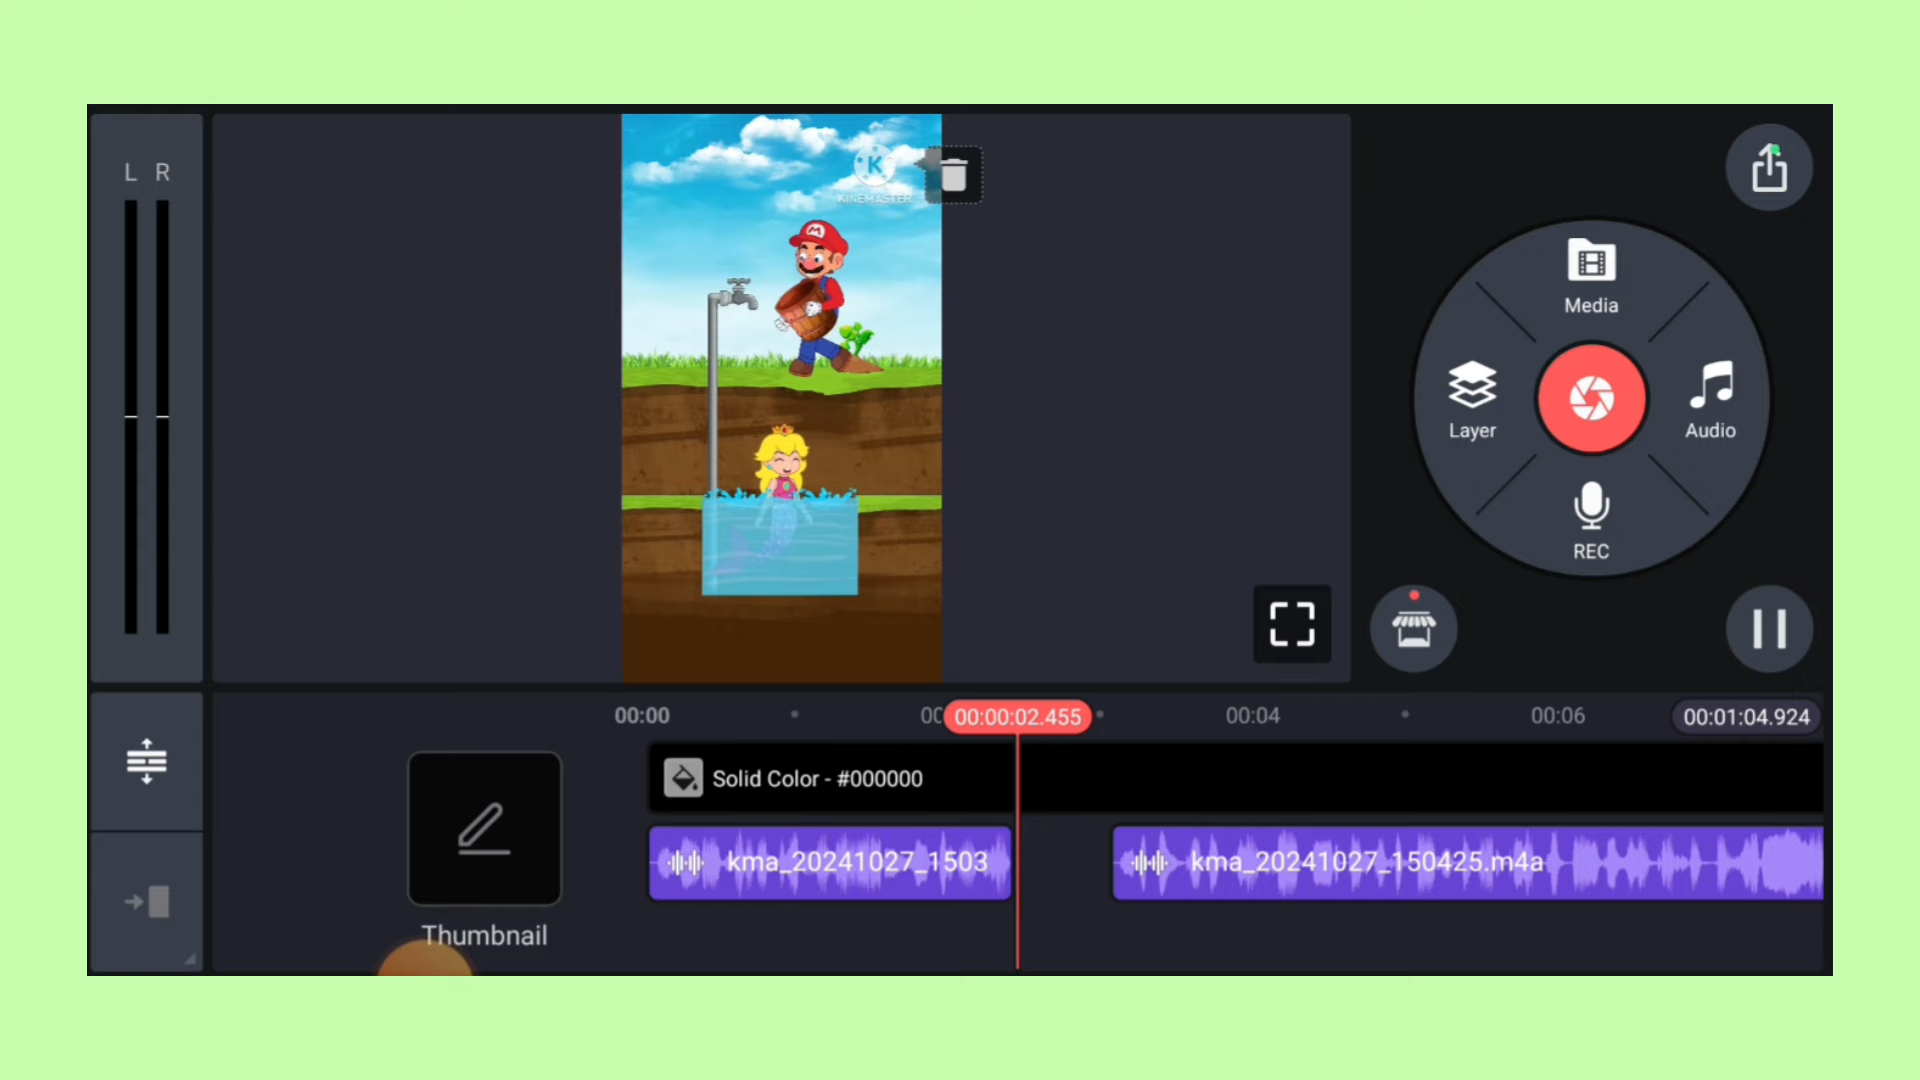 L R
K
KINEMASTER
M
Media
Layer
Audio
REC
00:00
00:00:02.455
00:04
00:06
00:01:04.924
Solid Color - #000000
kma_20241027_1503
kma_20241027_150425.m4a
Thumbnail